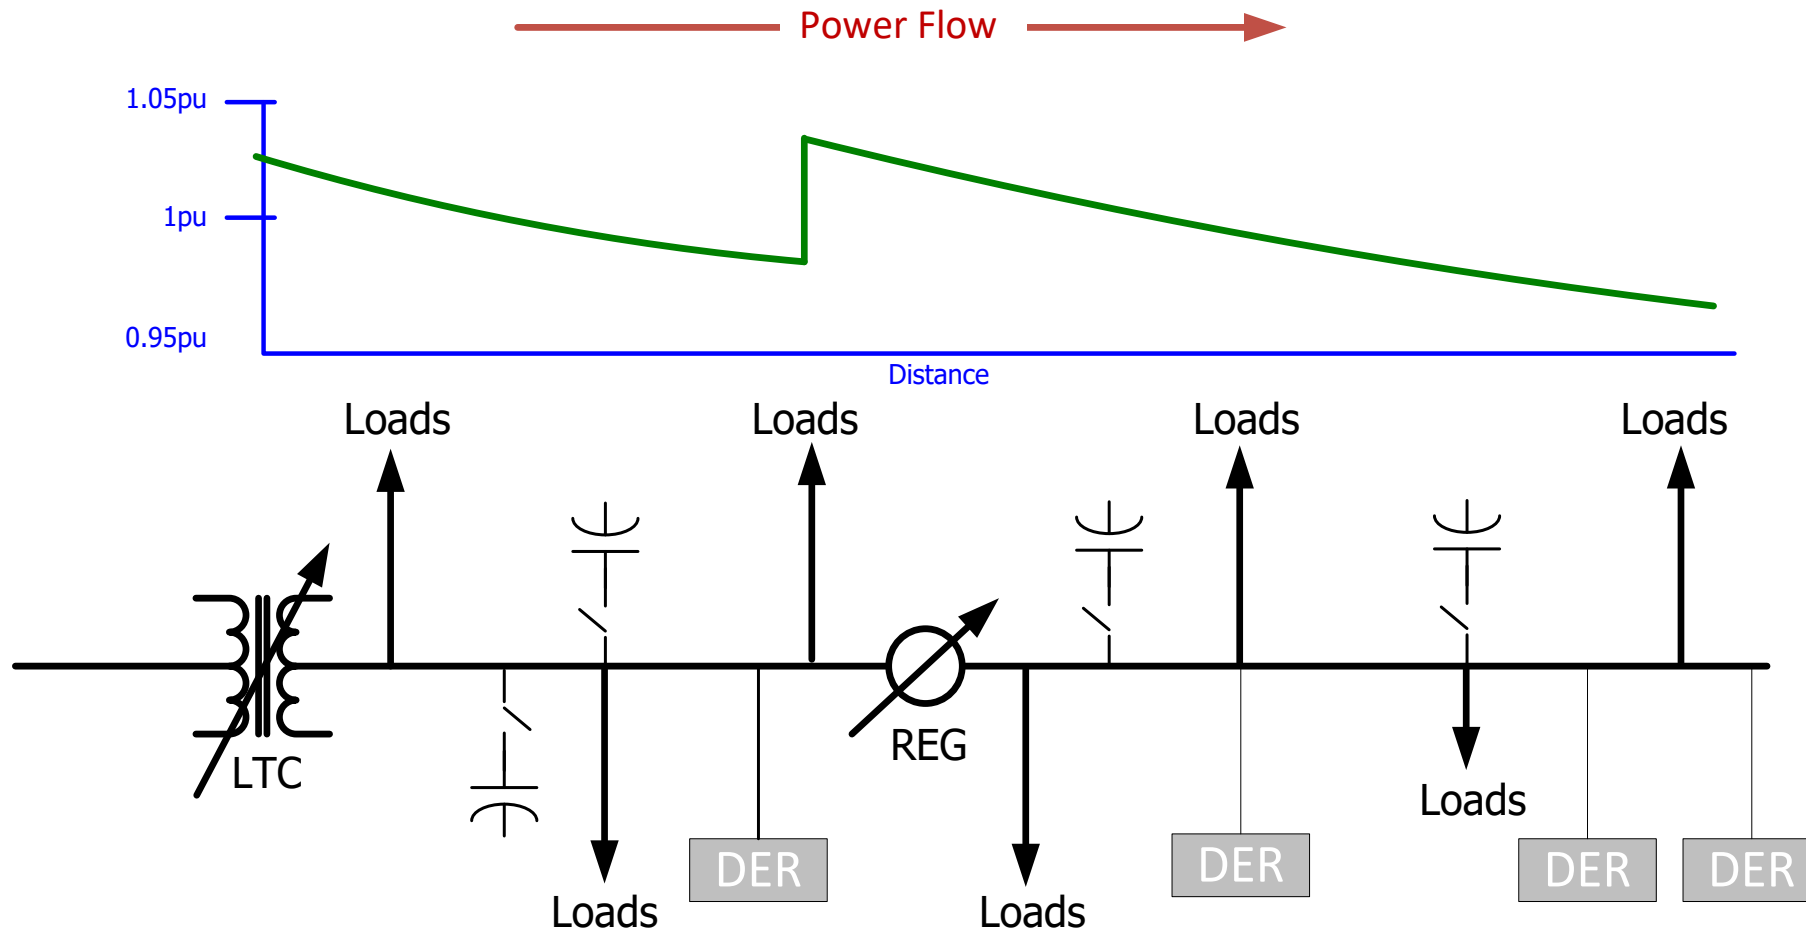 Power Flow
1.05pu
1pu
0.95pu
Distance
Loads Loads Loads Loads
REG
LTC
Loads
DER DER DER DER
Loads Loads